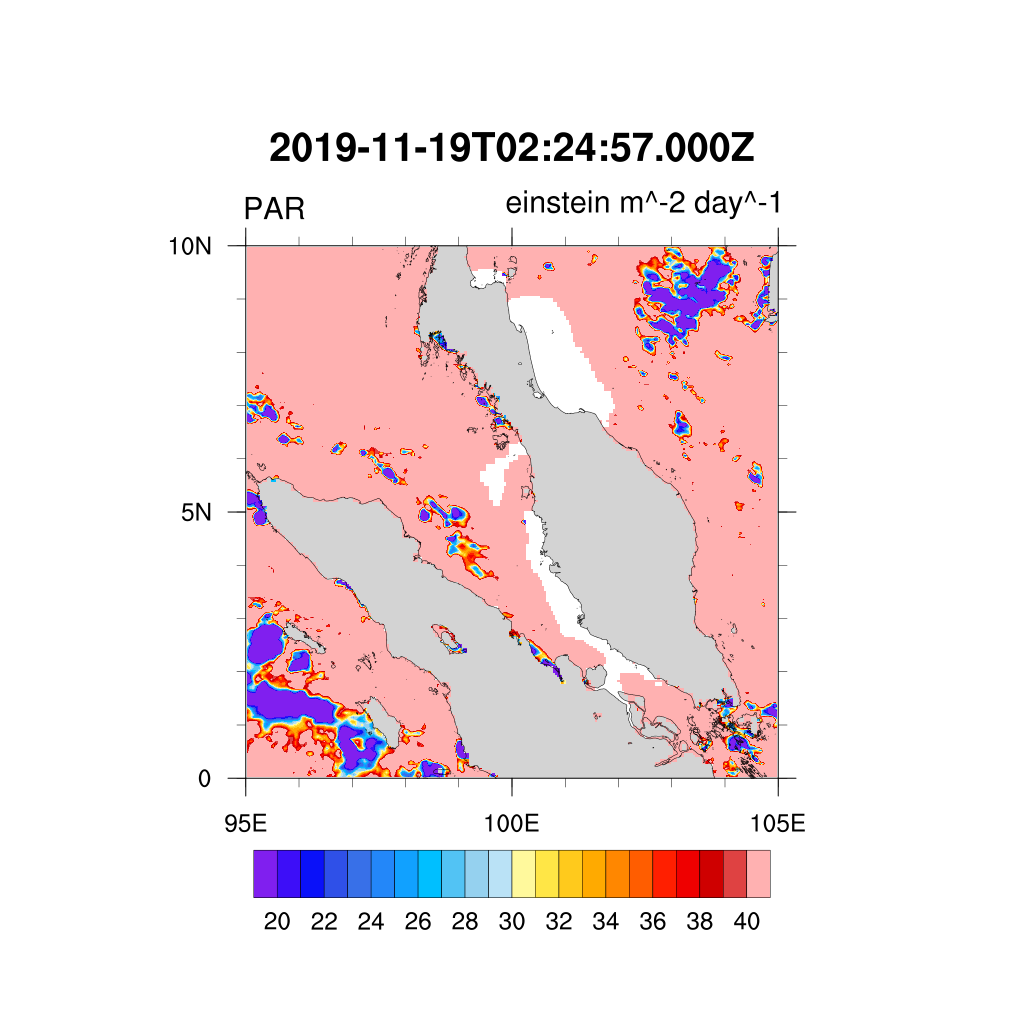 2019-11-19T02:24:57.000Z
PAR einstein m^-2 day^-1
10N
5N
0
95E 100E 105E
20 22 24 26 28 30 32 34 36 38 40